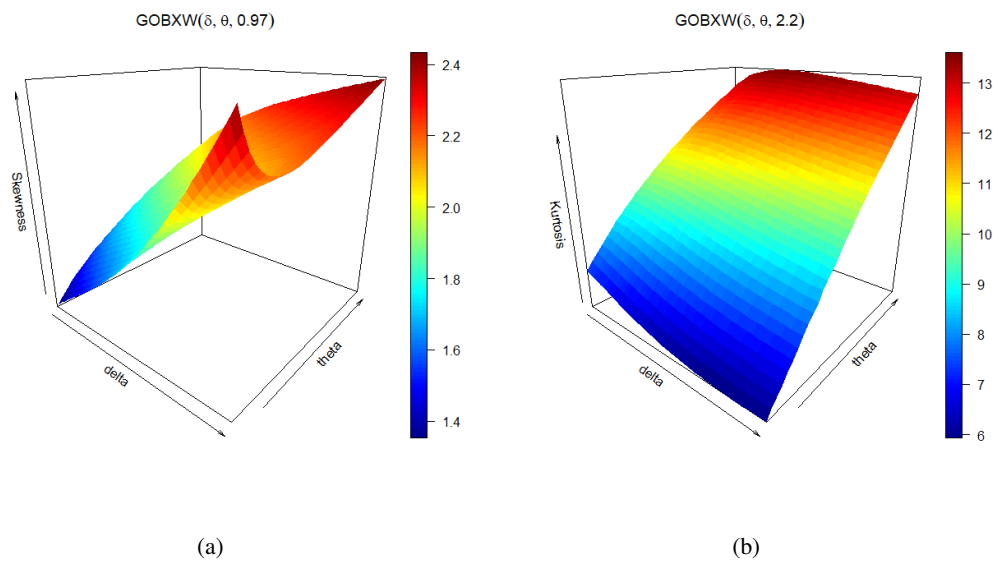 GOBXW(δ, θ, 0.97)
Skewness
delta
theta
2.4
2.2
2.0
1.8
1.6
1.4
(a)
GOBXW(δ, θ, 2.2)
Kurtosis
delta
theta
13
12
11
10
9
8
7
6
(b)